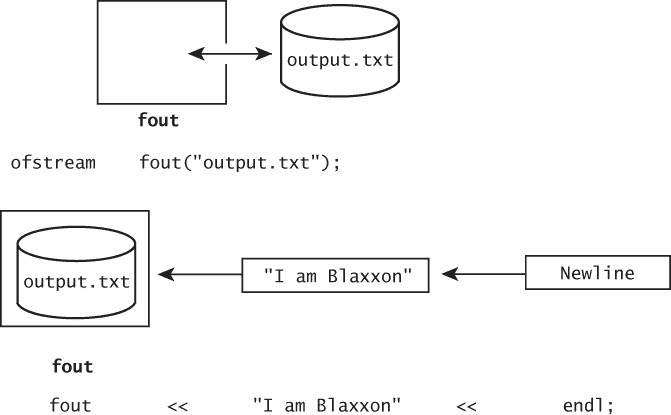 output.txt
fout
ofstream fout("output.txt");
output.txt "I am Blaxxon" Newline
fout
fout << "I am Blaxxon" << endl;